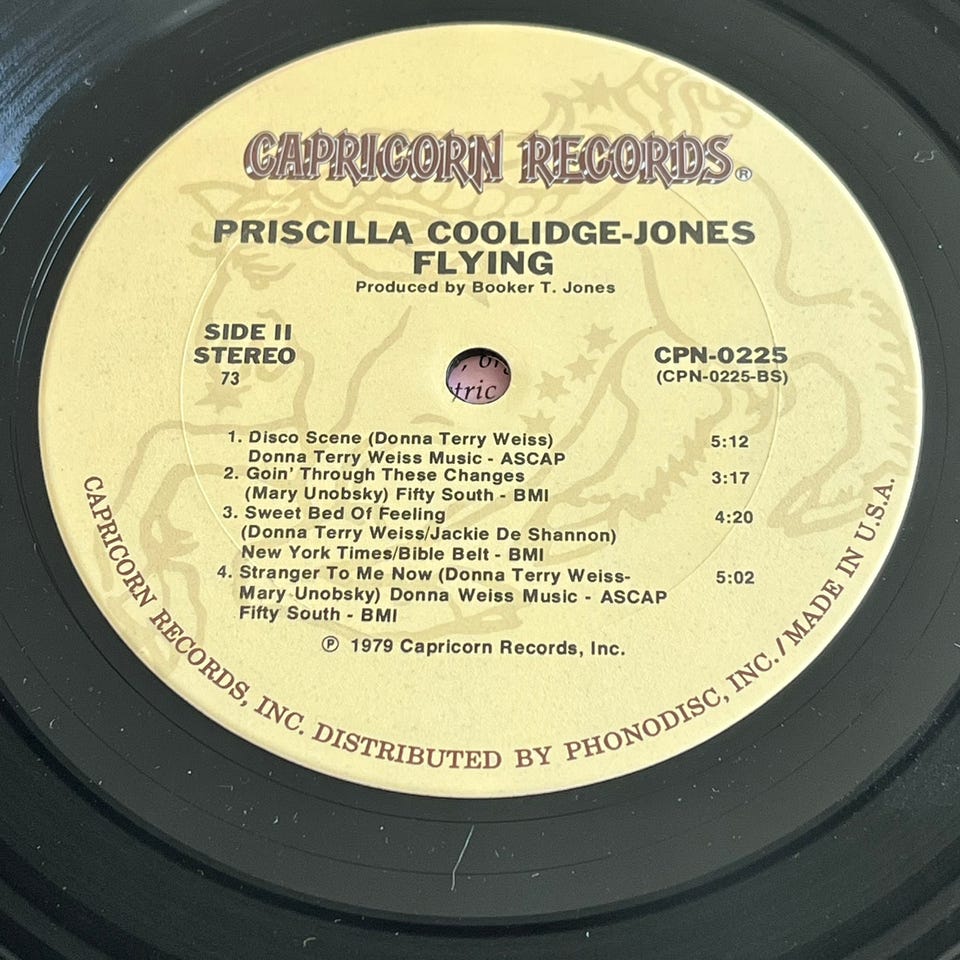 CAPRICORN RECORDS®
PRISCILLA COOLIDGE-JONES
FLYING
Produced by Booker T. Jones
SIDE II
STEREO
73
CPN-0225
(CPN-0225-BS)
tric
1. Disco Scene (Donna Terry Weiss) 5:12
Donna Terry Weiss Music - ASCAP
2. Goin' Through These Changes 3:17
(Mary Unobsky) Fifty South - BMI
3. Sweet Bed Of Feeling 4:20
(Donna Terry Weiss/Jackie De Shannon)
New York Times/Bible Belt - BMI
4. Stranger To Me Now (Donna Terry Weiss- 5:02
Mary Unobsky) Donna Weiss Music - ASCAP
Fifty South - BMI
℗ 1979 Capricorn Records, Inc.
CAPRICORN RECORDS, INC. DISTRIBUTED BY PHONODISC, INC./MADE IN U.S.A.